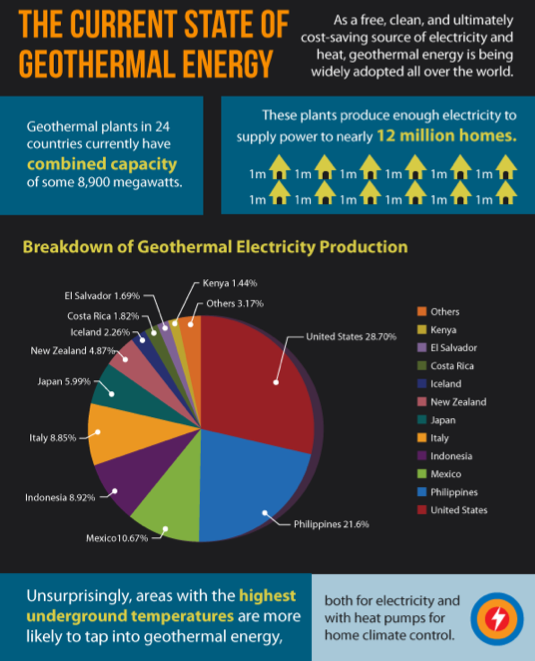 THE CURRENT STATE OF
GEOTHERMAL ENERGY
As a free, clean, and ultimately
cost-saving source of electricity and
heat, geothermal energy is being
widely adopted all over the world.
Geothermal plants in 24
countries currently have
combined capacity
of some 8,900 megawatts.
These plants produce enough electricity to
supply power to nearly 12 million homes.
1m 1m 1m 1m 1m 1m
1m 1m 1m 1m 1m 1m
Breakdown of Geothermal Electricity Production
Kenya 1.44%
El Salvador 1.69%
Others 3.17%
Costa Rica 1.82%
Iceland 2.26%
New Zealand 4.87%
Japan 5.99%
Italy 8.85%
Indonesia 8.92%
Mexico10.67%
United States 28.70%
Philippines 21.6%
Others
Kenya
El Salvador
Costa Rica
Iceland
New Zealand
Japan
Italy
Indonesia
Mexico
Philippines
United States
Unsurprisingly, areas with the highest
underground temperatures are more
likely to tap into geothermal energy,
both for electricity and
with heat pumps for
home climate control.